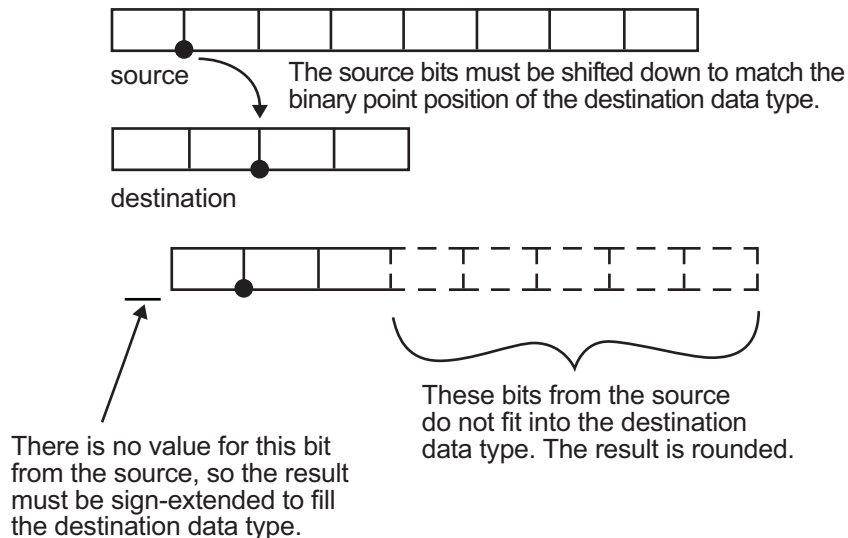 source
The source bits must be shifted down to match the
binary point position of the destination data type.
destination
These bits from the source
do not fit into the destination
data type. The result is rounded.
There is no value for this bit
from the source, so the result
must be sign-extended to fill
the destination data type.